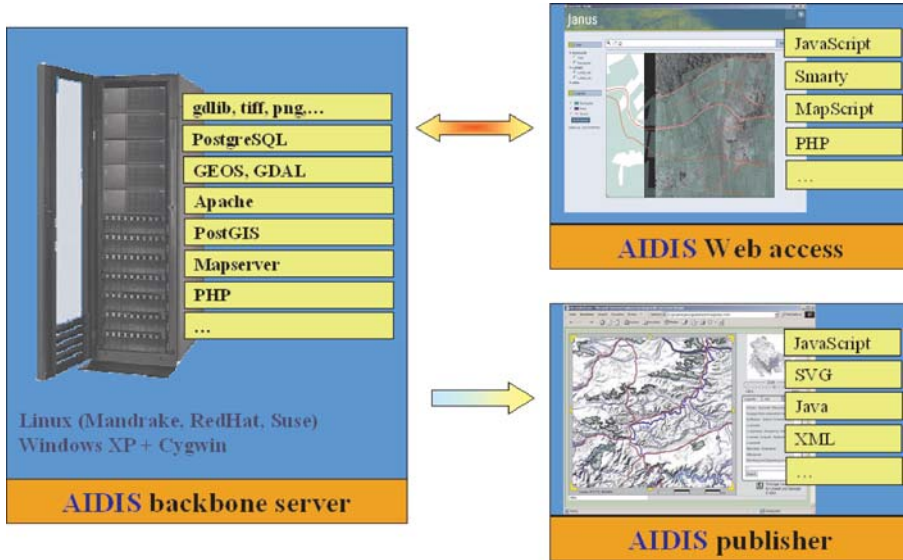 gdlib, tiff, png,...
PostgreSQL
GEOS, GDAL
Apache
PostGIS
Mapserver
PHP
...
Linux (Mandrake, RedHat, Suse)
Windows XP + Cygwin
AIDIS backbone server
Janus
JavaScript
Smarty
MapScript
PHP
...
AIDIS Web access
JavaScript
SVG
Java
XML
...
AIDIS publisher